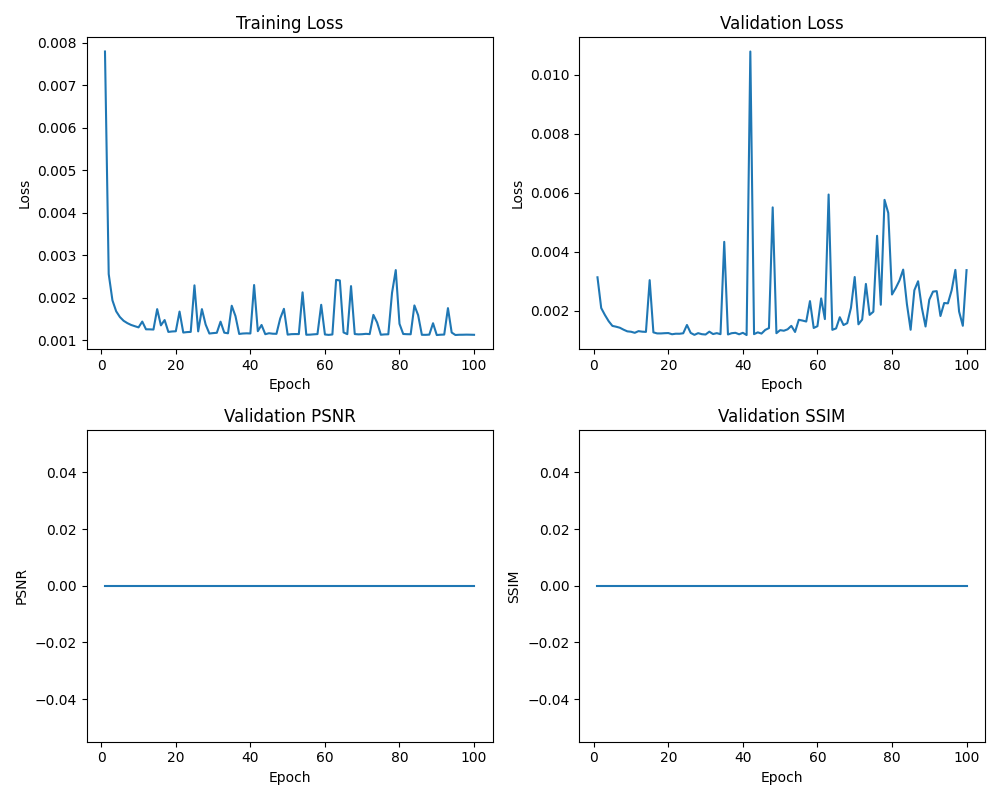 Training Loss
Loss
0.008
0.007
0.006
0.005
0.004
0.003
0.002
0.001
0 20 40 60 80 100
Epoch
Validation Loss
Loss
0.010
0.008
0.006
0.004
0.002
0 20 40 60 80 100
Epoch
Validation PSNR
PSNR
0.04
0.02
0.00
−0.02
−0.04
0 20 40 60 80 100
Epoch
Validation SSIM
SSIM
0.04
0.02
0.00
−0.02
−0.04
0 20 40 60 80 100
Epoch